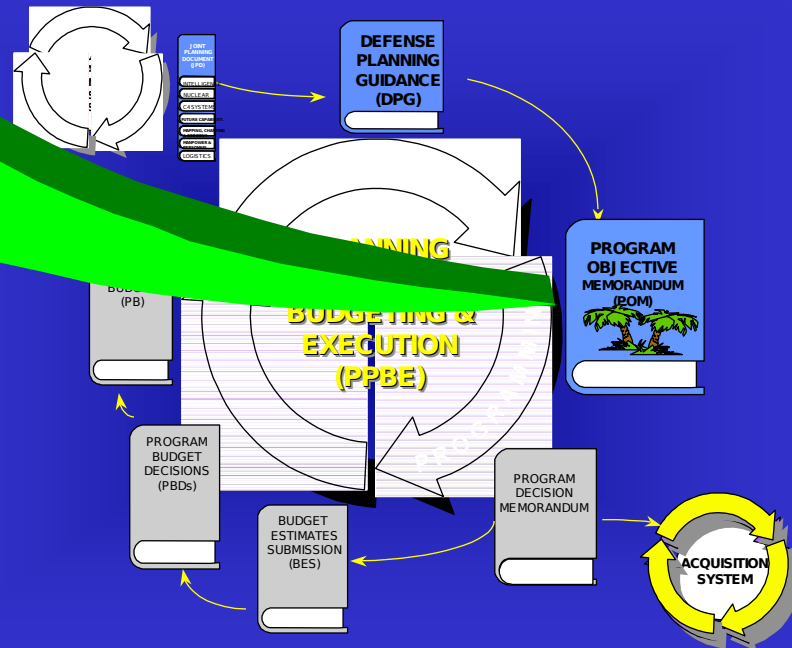 JOINT
PLANNING
DOCUMENT
(JPD)
NUCLEAR
C4 SYSTEMS
LOGISTICS
DEFENSE
PLANNING
GUIDANCE
(DPG)
PROGRAM
OBJECTIVE
MEMORANDUM
(POM)
BUDGETING &
EXECUTION
(PPBE)
(PB)
PROGRAM
BUDGET
DECISIONS
(PBDs)
BUDGET
ESTIMATES
SUBMISSION
(BES)
PROGRAM
DECISION
MEMORANDUM
ACQUISITION
SYSTEM